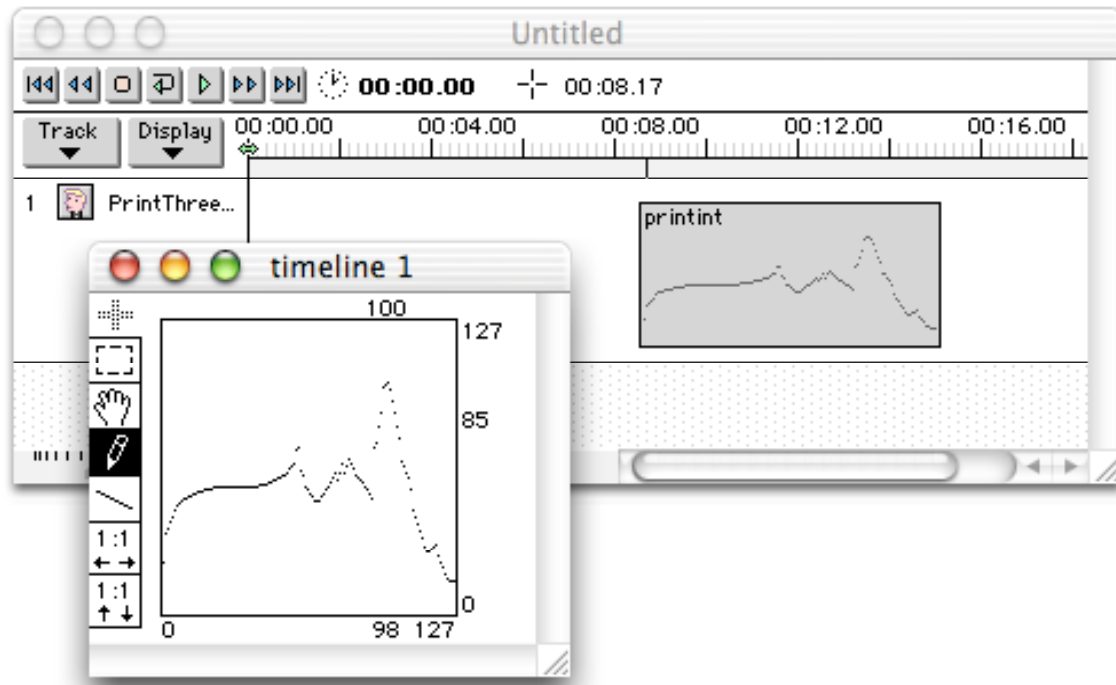 Untitled
00:00.00 00:08.17
Track Display 00:00.00 00:04.00 00:08.00 00:12.00 00:16.00
1 PrintThree...
printint
timeline 1
100
127
85
1:1
1:1
0
0 98 127